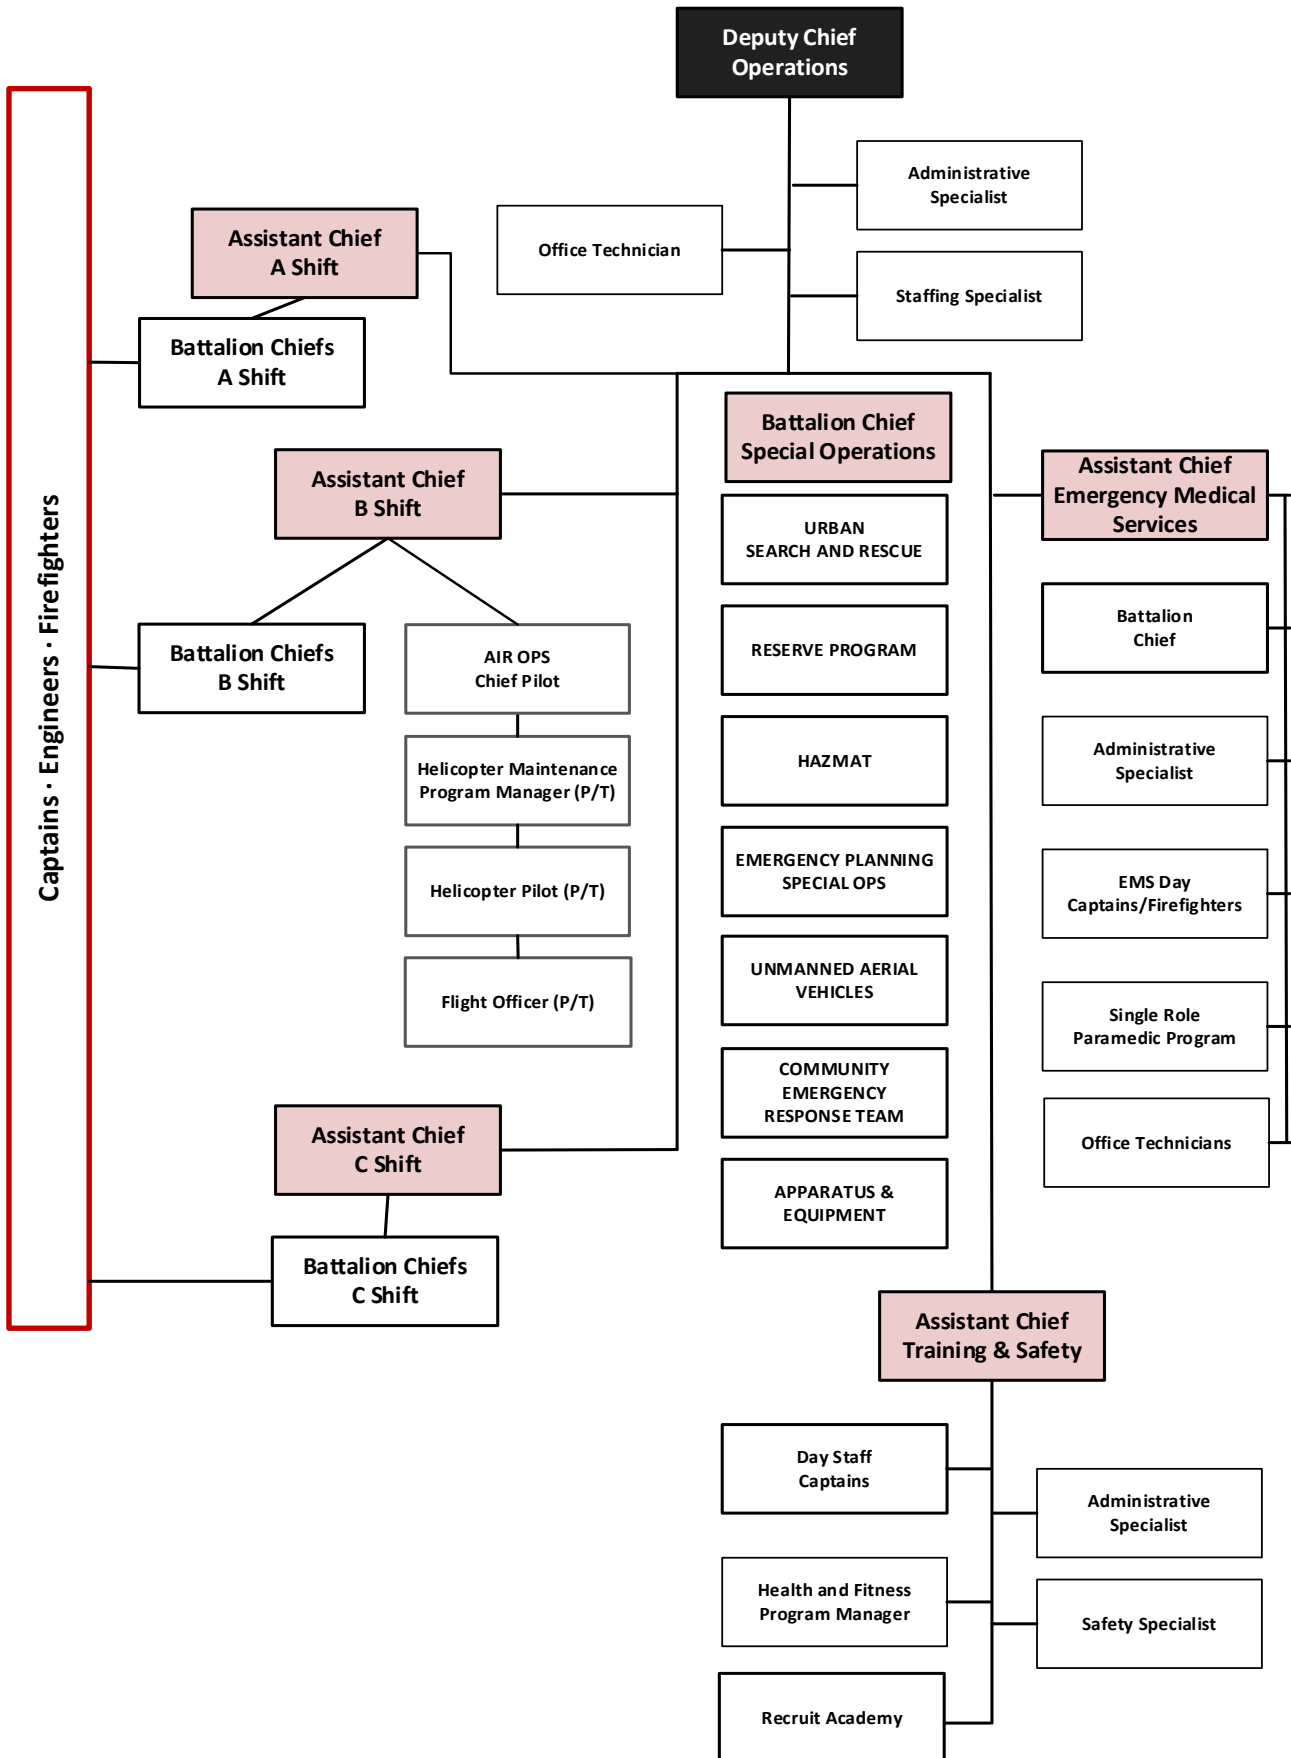 Deputy Chief
Operations
Administrative
Specialist
Office Technician
Staffing Specialist
Captains · Engineers · Firefighters
Assistant Chief
A Shift
Battalion Chiefs
A Shift
Assistant Chief
B Shift
Battalion Chiefs
B Shift
AIR OPS
Chief Pilot
Helicopter Maintenance
Program Manager (P/T)
Helicopter Pilot (P/T)
Flight Officer (P/T)
Assistant Chief
C Shift
Battalion Chiefs
C Shift
Battalion Chief
Special Operations
URBAN
SEARCH AND RESCUE
RESERVE PROGRAM
HAZMAT
EMERGENCY PLANNING
SPECIAL OPS
UNMANNED AERIAL
VEHICLES
COMMUNITY
EMERGENCY
RESPONSE TEAM
APPARATUS &
EQUIPMENT
Assistant Chief
Emergency Medical
Services
Battalion
Chief
Administrative
Specialist
EMS Day
Captains/Firefighters
Single Role
Paramedic Program
Office Technicians
Assistant Chief
Training & Safety
Day Staff
Captains
Administrative
Specialist
Health and Fitness
Program Manager
Safety Specialist
Recruit Academy